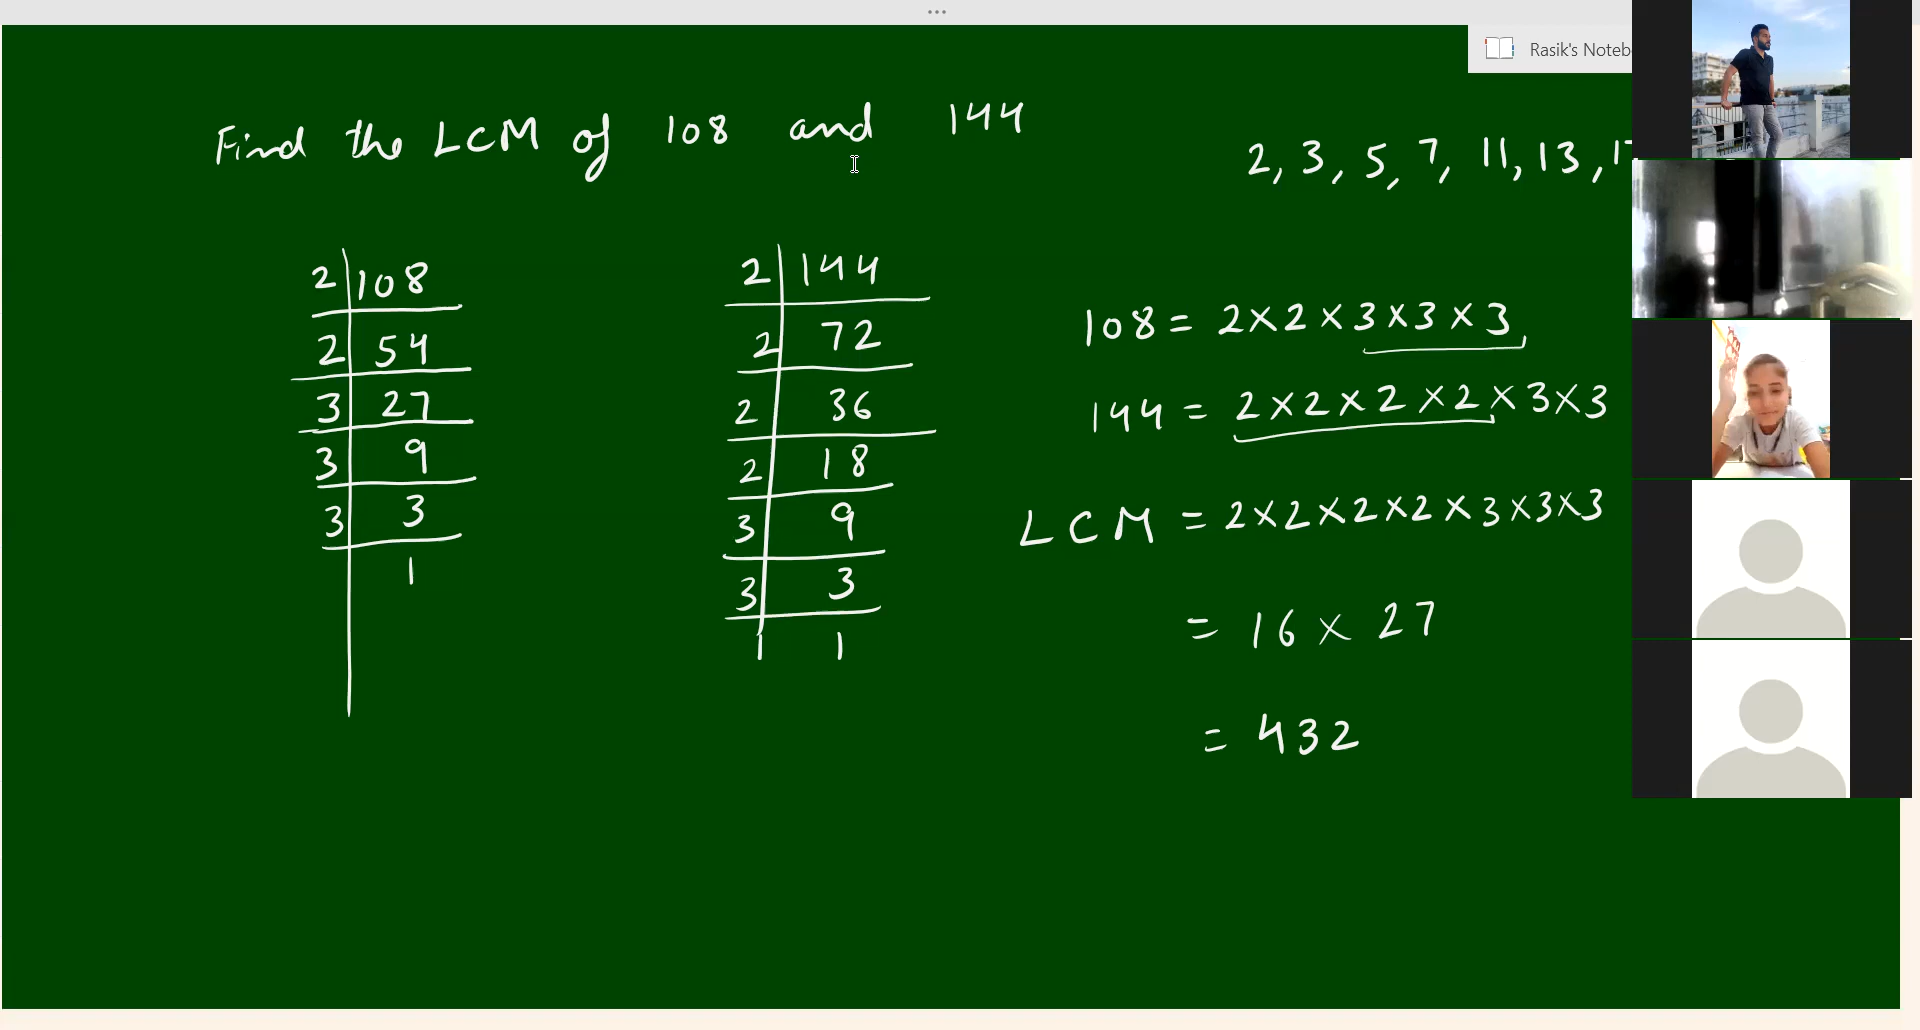 Rasik's Noteb
Find the LCM of 108 and 144
2, 3, 5, 7, 11, 13, 17
2 108
2 54
3 27
3 9
3 3
1
2 144
2 72
2 36
2 18
3 9
3 3
1 1
108 = 2×2×3×3×3
144 = 2×2×2×2×3×3
LCM = 2×2×2×2×3×3×3
= 16 × 27
= 432